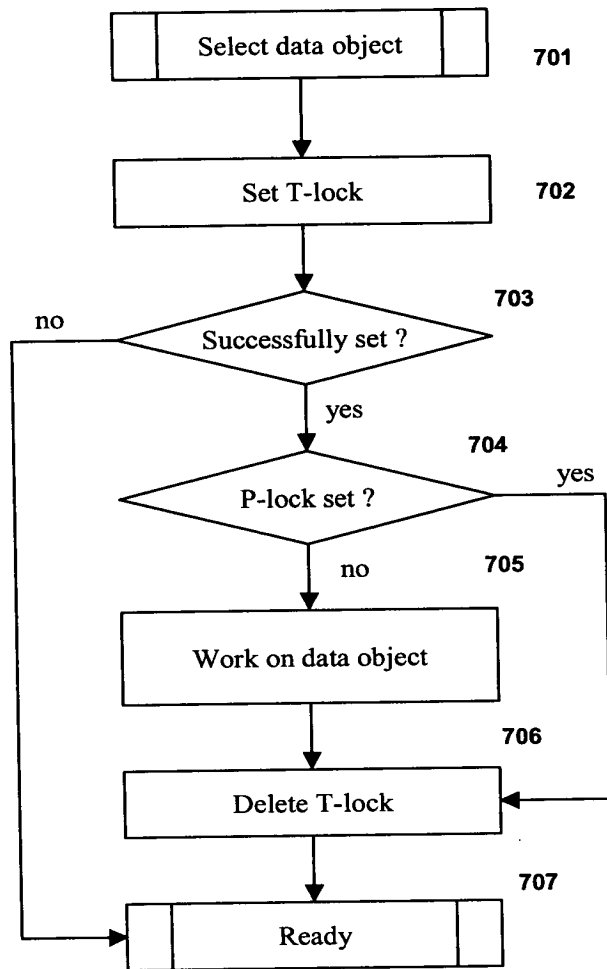 Select data object
701
Set T-lock
702
703
no
Successfully set ?
yes
704
P-lock set ?
yes
no
705
Work on data object
706
Delete T-lock
707
Ready